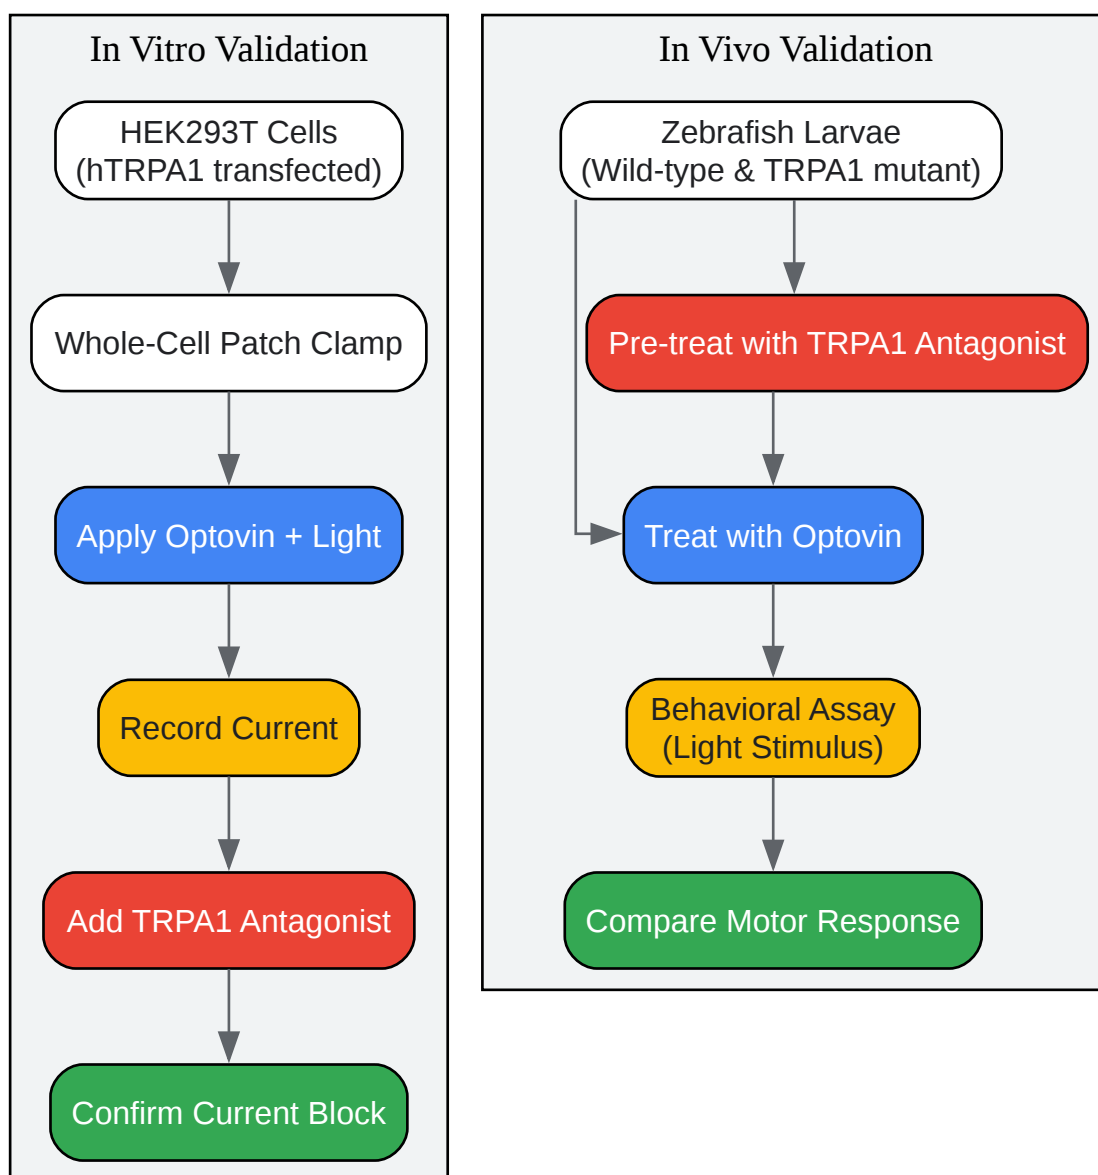 In Vitro Validation
HEK293T Cells
(hTRPA1 transfected)
Whole-Cell Patch Clamp
Apply Optovin + Light
Record Current
Add TRPA1 Antagonist
Confirm Current Block
In Vivo Validation
Zebrafish Larvae
(Wild-type & TRPA1 mutant)
Pre-treat with TRPA1 Antagonist
Treat with Optovin
Behavioral Assay
(Light Stimulus)
Compare Motor Response